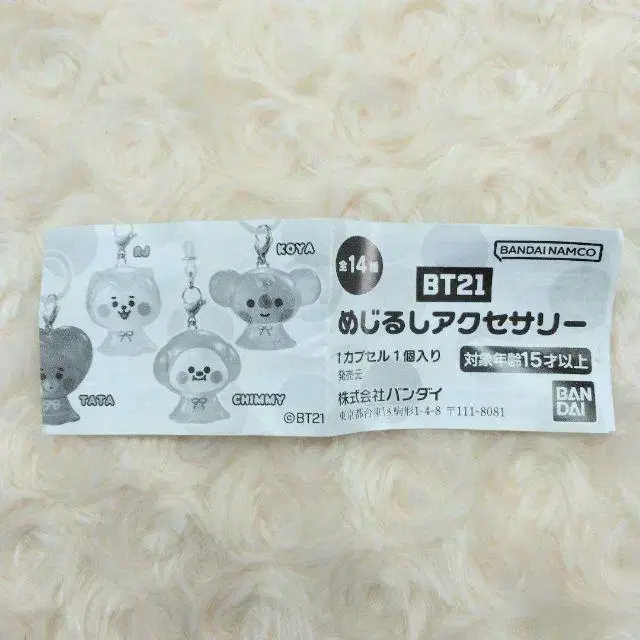 RJ
KOYA
TATA
CHIMMY
©BT21
全14種
BANDAI NAMCO
BT21
めじるしアクセサリー
1カプセル1個入り
対象年齢15才以上
発売元
株式会社バンダイ
東京都台東区駒形1-4-8 〒111-8081
BAN
DAI